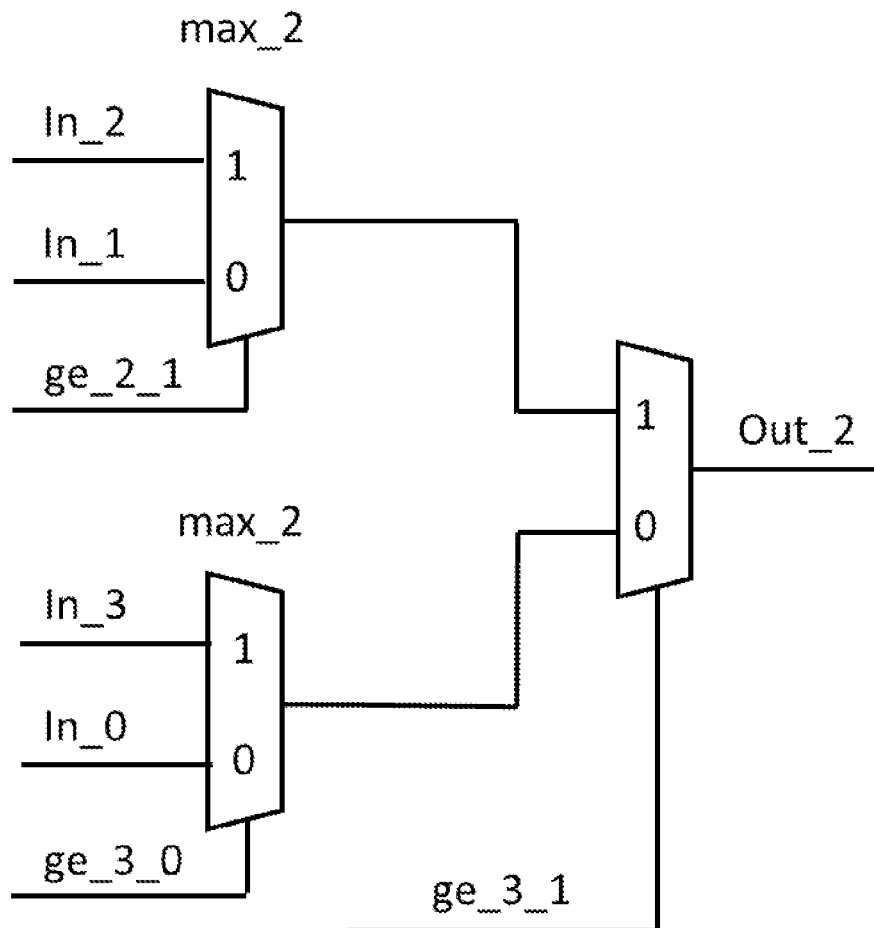 max_2
In_2
1
In_1
0
ge_2_1
1
Out_2
0
max_2
In_3
1
In_0
0
ge_3_0
ge_3_1